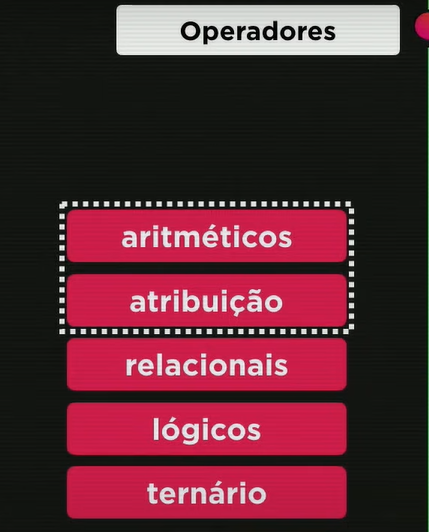 Operadores
aritméticos
atribuição
relacionais
lógicos
ternário